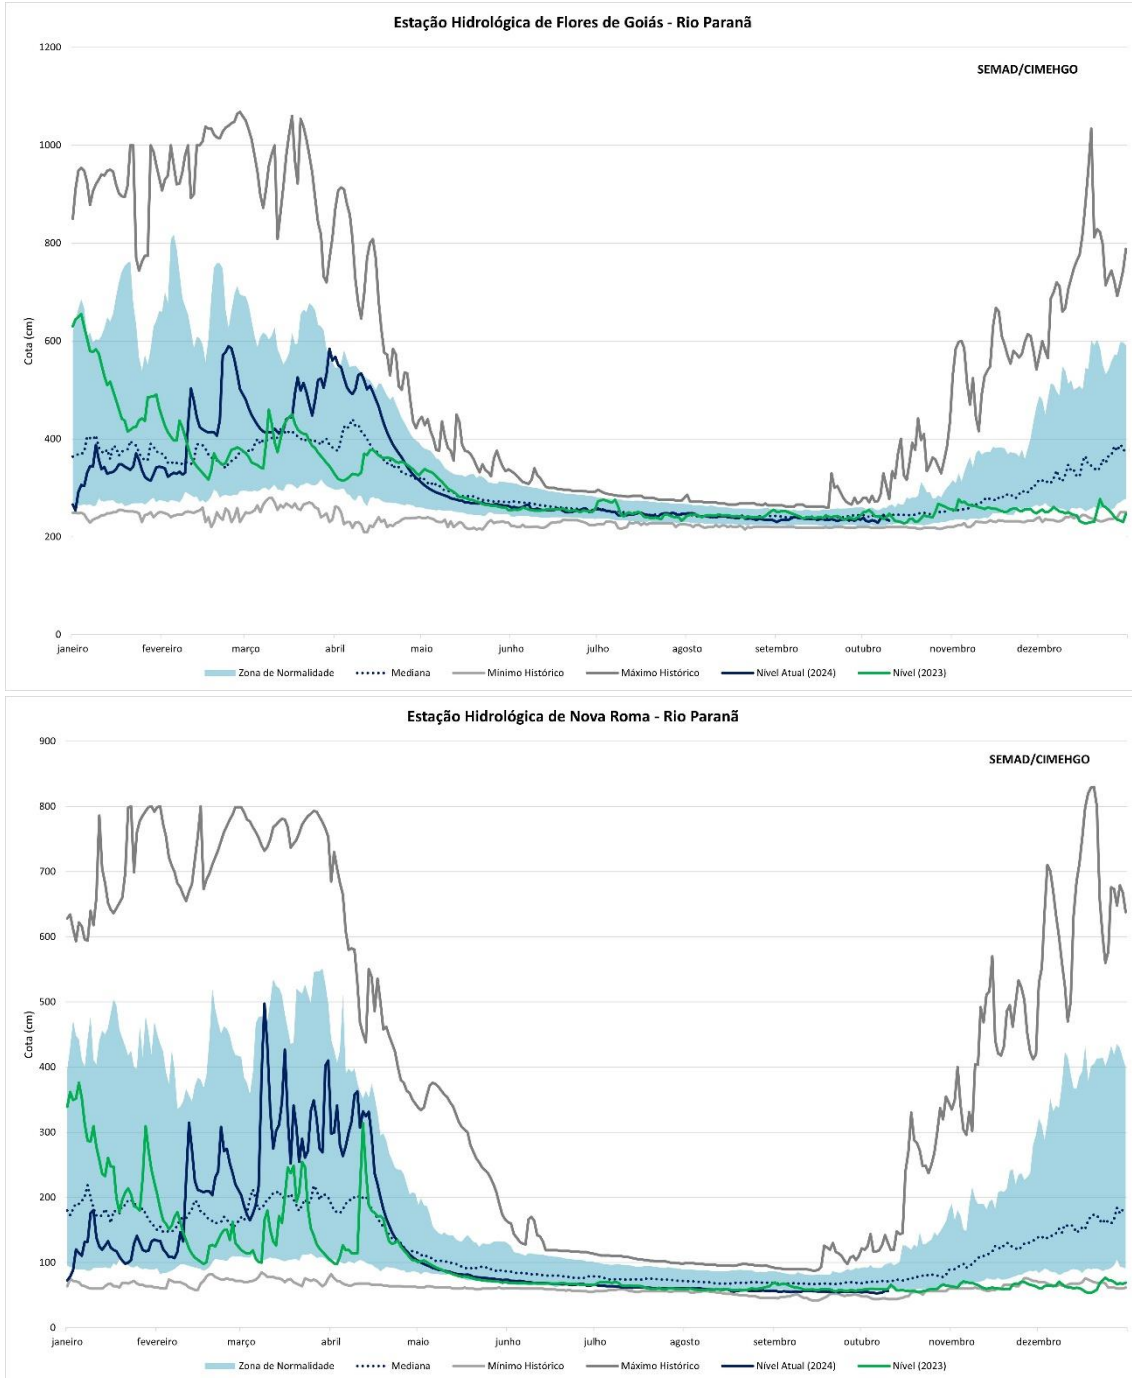 Estação Hidrológica de Flores de Goiás - Rio Paranã
SEMAD/CIMEHGO
Cota (cm)
1200
1000
800
600
400
200
0
janeiro fevereiro março abril maio junho julho agosto setembro outubro novembro dezembro
Zona de Normalidade Mediana Mínimo Histórico Máximo Histórico Nível Atual (2024) Nível (2023)
Estação Hidrológica de Nova Roma - Rio Paranã
SEMAD/CIMEHGO
Cota (cm)
900
800
700
600
500
400
300
200
100
0
janeiro fevereiro março abril maio junho julho agosto setembro outubro novembro dezembro
Zona de Normalidade Mediana Mínimo Histórico Máximo Histórico Nível Atual (2024) Nível (2023)